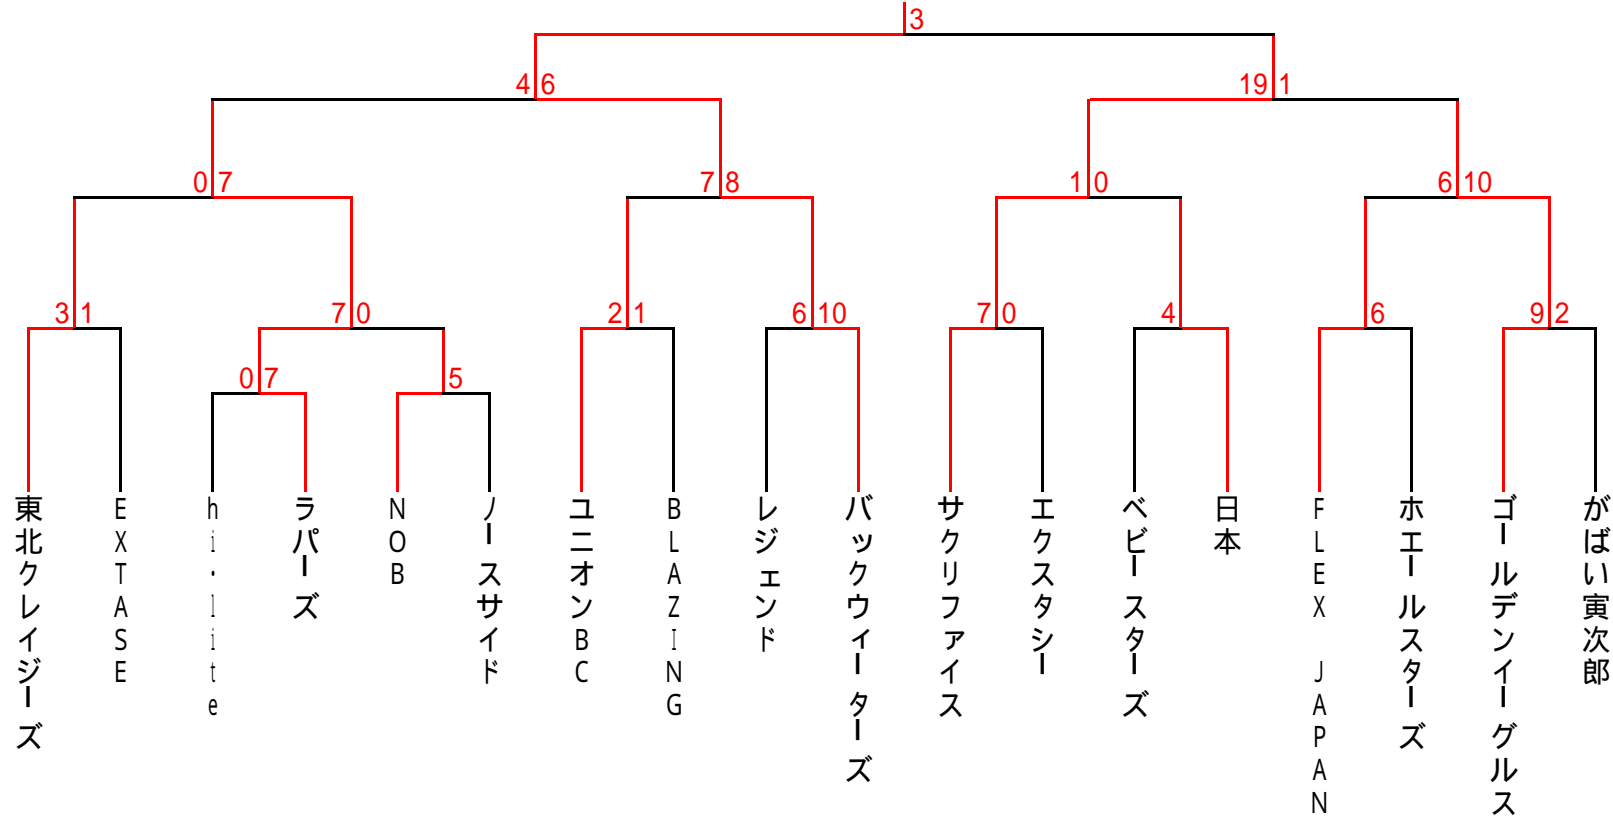 3
4 6
19 1
0 7
7 8
1 0
6 10
3 1
7 0
2 1
6 10
7 0
4
6
9 2
0 7
5
東北クレイジーズ
EXTASE
hi・lite
ラパーズ
NOB
ノースサイド
ユニオンBC
BLAZING
レジェンド
バックウィーターズ
サクリファイス
エクスタシー
ベビースターズ
日本
FLEX JAPAN
ホエールスターズ
ゴールデンイーグルス
がばい寅次郎